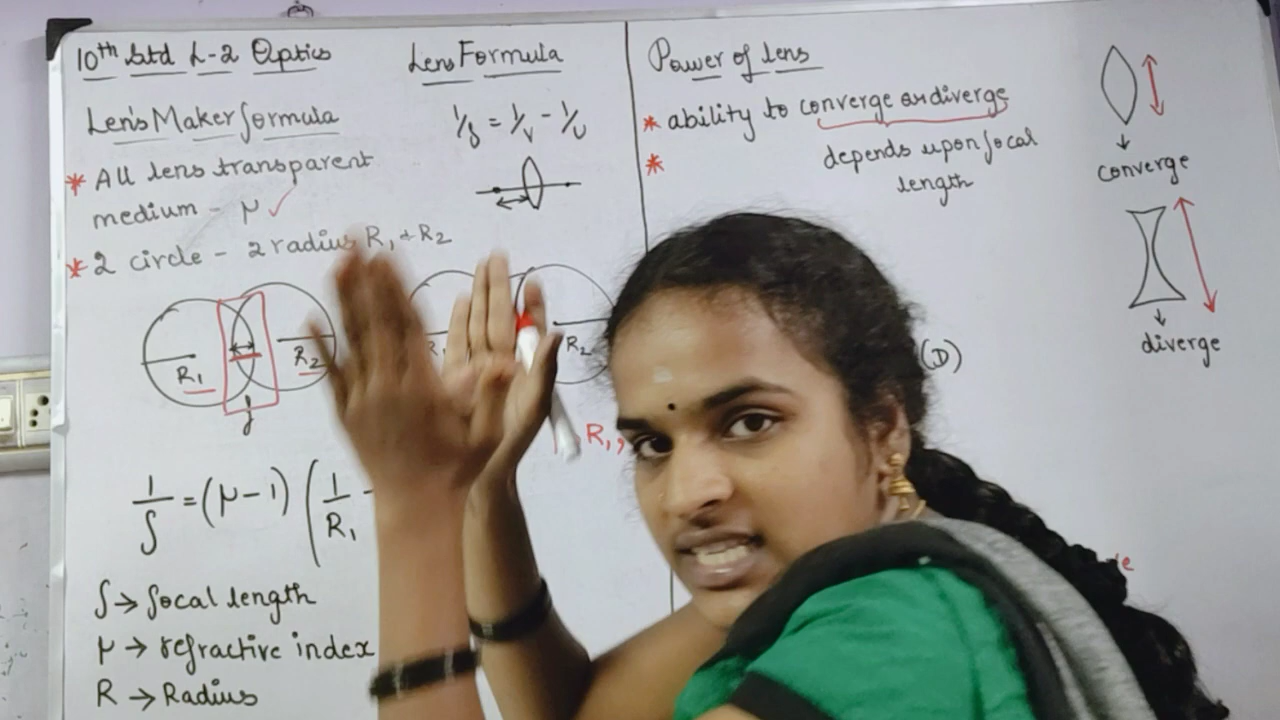 10th Std L-2 Optics
Lens Formula
Len's Maker formula
1/f = 1/v - 1/u
* All lens transparent
medium - μ ✓
* 2 circle - 2 radius R₁ + R₂
R₁
R₂
f
R₂
R₁,
1/f = (μ-1) (1/R₁ -
f → focal length
μ → refractive index
R → Radius
Power of lens
* ability to converge or diverge
* depends upon focal
length
(D)
↓
converge
↓
diverge